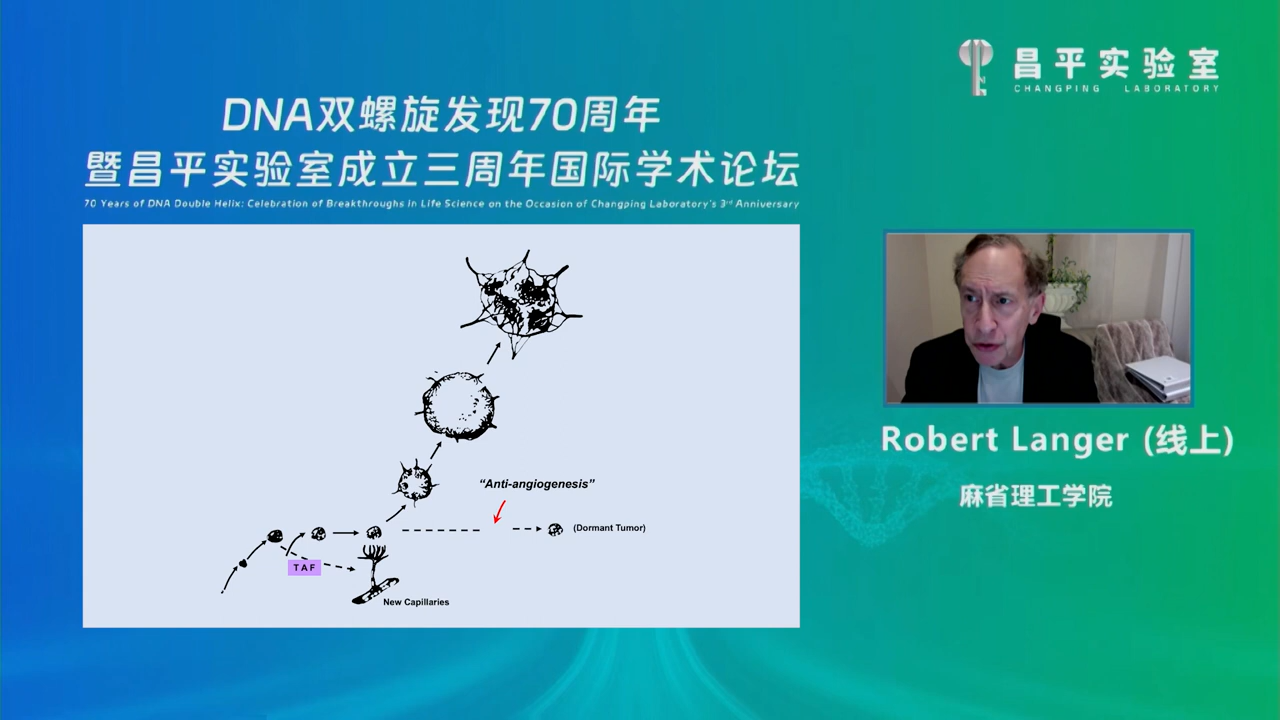 昌平实验室
CHANGPING LABORATORY
DNA双螺旋发现70周年
暨昌平实验室成立三周年国际学术论坛
70 Years of DNA Double Helix: Celebration of Breakthroughs in Life Science on the Occasion of Changping Laboratory's 3rd Anniversary
“Anti-angiogenesis”
(Dormant Tumor)
TAF
New Capillaries
Robert Langer (线上)
麻省理工学院